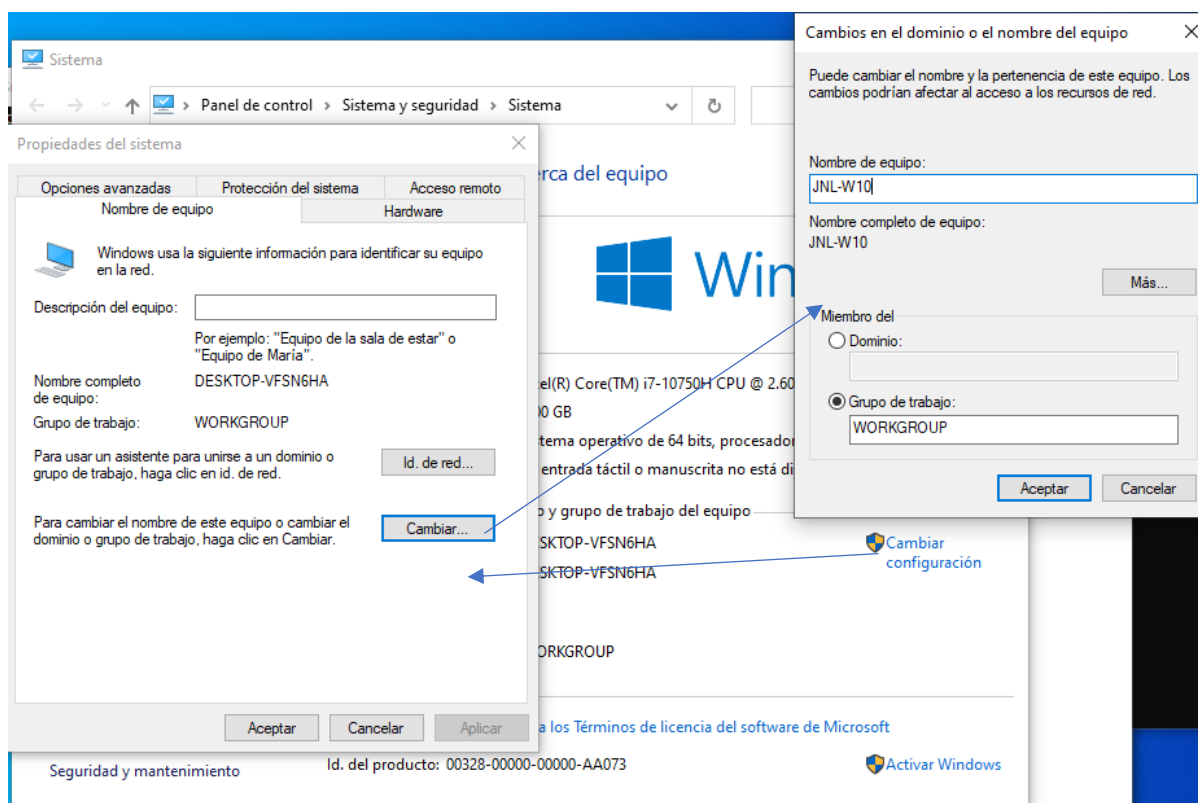 Sistema
Panel de control > Sistema y seguridad > Sistema
Propiedades del sistema
Opciones avanzadas Protección del sistema Acceso remoto
Nombre de equipo Hardware
Windows usa la siguiente información para identificar su equipo
en la red.
Descripción del equipo:
Por ejemplo: "Equipo de la sala de estar" o
"Equipo de María".
Nombre completo
de equipo:
DESKTOP-VFSN6HA
Grupo de trabajo: WORKGROUP
Para usar un asistente para unirse a un dominio o
grupo de trabajo, haga clic en id. de red.
Id. de red...
Para cambiar el nombre de este equipo o cambiar el
dominio o grupo de trabajo, haga clic en Cambiar.
Cambiar...
Aceptar Cancelar Aplicar
Seguridad y mantenimiento
erca del equipo
Win
el(R) Core(TM) i7-10750H CPU @ 2.60
00 GB
tema operativo de 64 bits, procesador
entrada táctil o manuscrita no está di
o y grupo de trabajo del equipo
SKTOP-VFSN6HA
SKTOP-VFSN6HA
ORKGROUP
Cambiar
configuración
a los Términos de licencia del software de Microsoft
Id. del producto: 00328-00000-00000-AA073
Activar Windows
Cambios en el dominio o el nombre del equipo
Puede cambiar el nombre y la pertenencia de este equipo. Los
cambios podrían afectar al acceso a los recursos de red.
Nombre de equipo:
JNL-W10
Nombre completo de equipo:
JNL-W10
Más...
Miembro del
Dominio:
Grupo de trabajo:
WORKGROUP
Aceptar Cancelar